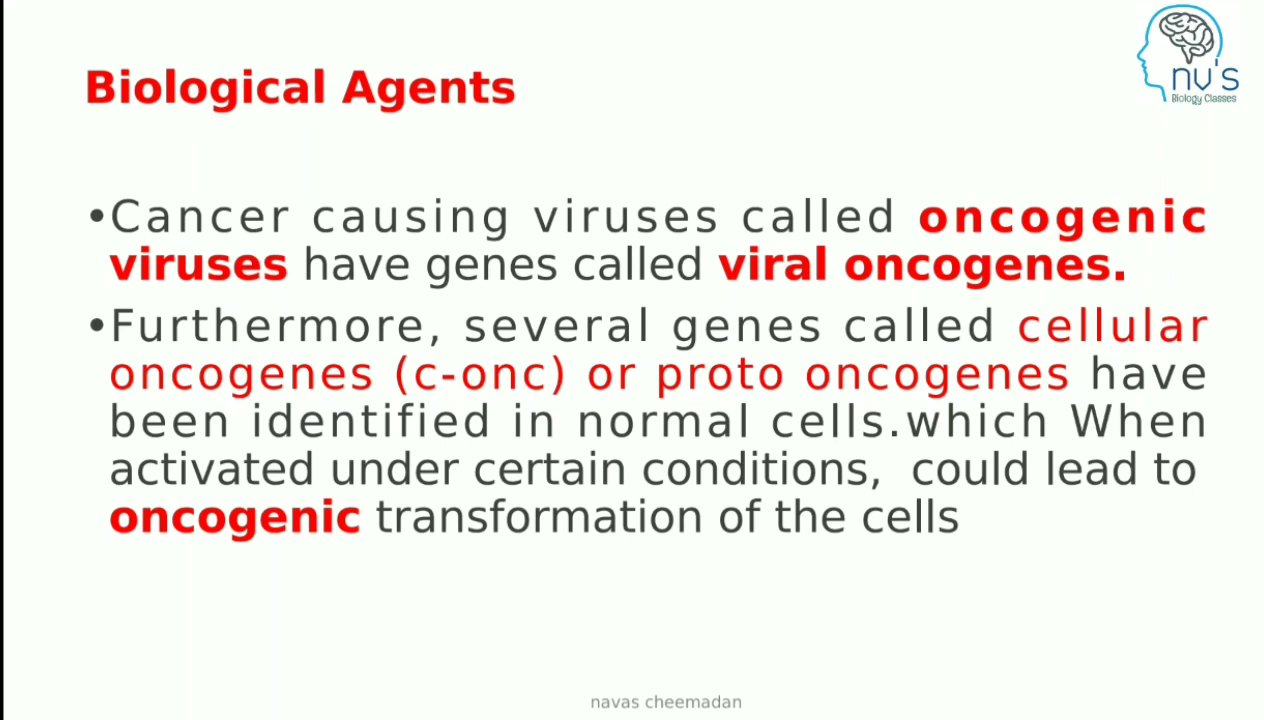 nv's
Biology Classes
Biological Agents
•Cancer causing viruses called oncogenic
viruses have genes called viral oncogenes.
•Furthermore, several genes called cellular
oncogenes (c-onc) or proto oncogenes have
been identified in normal cells.which When
activated under certain conditions,  could lead to
oncogenic transformation of the cells
navas cheemadan